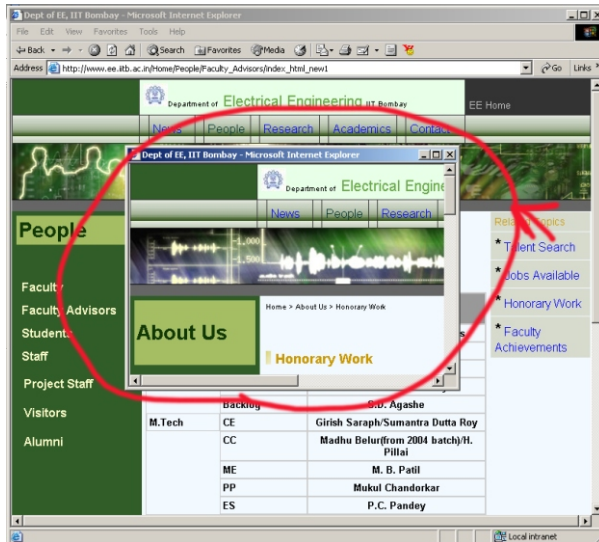 Dept of EE, IIT Bombay - Microsoft Internet Explorer
File Edit View Favorites Tools Help
Back Search Favorites Media
Address http://www.ee.iitb.ac.in/Home/People/Faculty_Advisors/index_html_new1 Go Links
Department of Electrical Engineering IIT Bombay
EE Home
News People Research Academics Contact
Dept of EE, IIT Bombay - Microsoft Internet Explorer
Department of Electrical Engine
News People Research
1,000
Home > About Us > Honorary Work
About Us
Honorary Work
People
Faculty
Faculty Advisors
Students
Staff
Project Staff
Visitors
Alumni
Related Topics
* Talent Search
* Jobs Available
* Honorary Work
* Faculty
Achievements
Backlog S.D. Agashe
M.Tech CE Girish Saraph/Sumantra Dutta Roy
CC Madhu Belur(from 2004 batch)/H.
Pillai
ME M. B. Patil
PP Mukul Chandorkar
ES P.C. Pandey
Local intranet